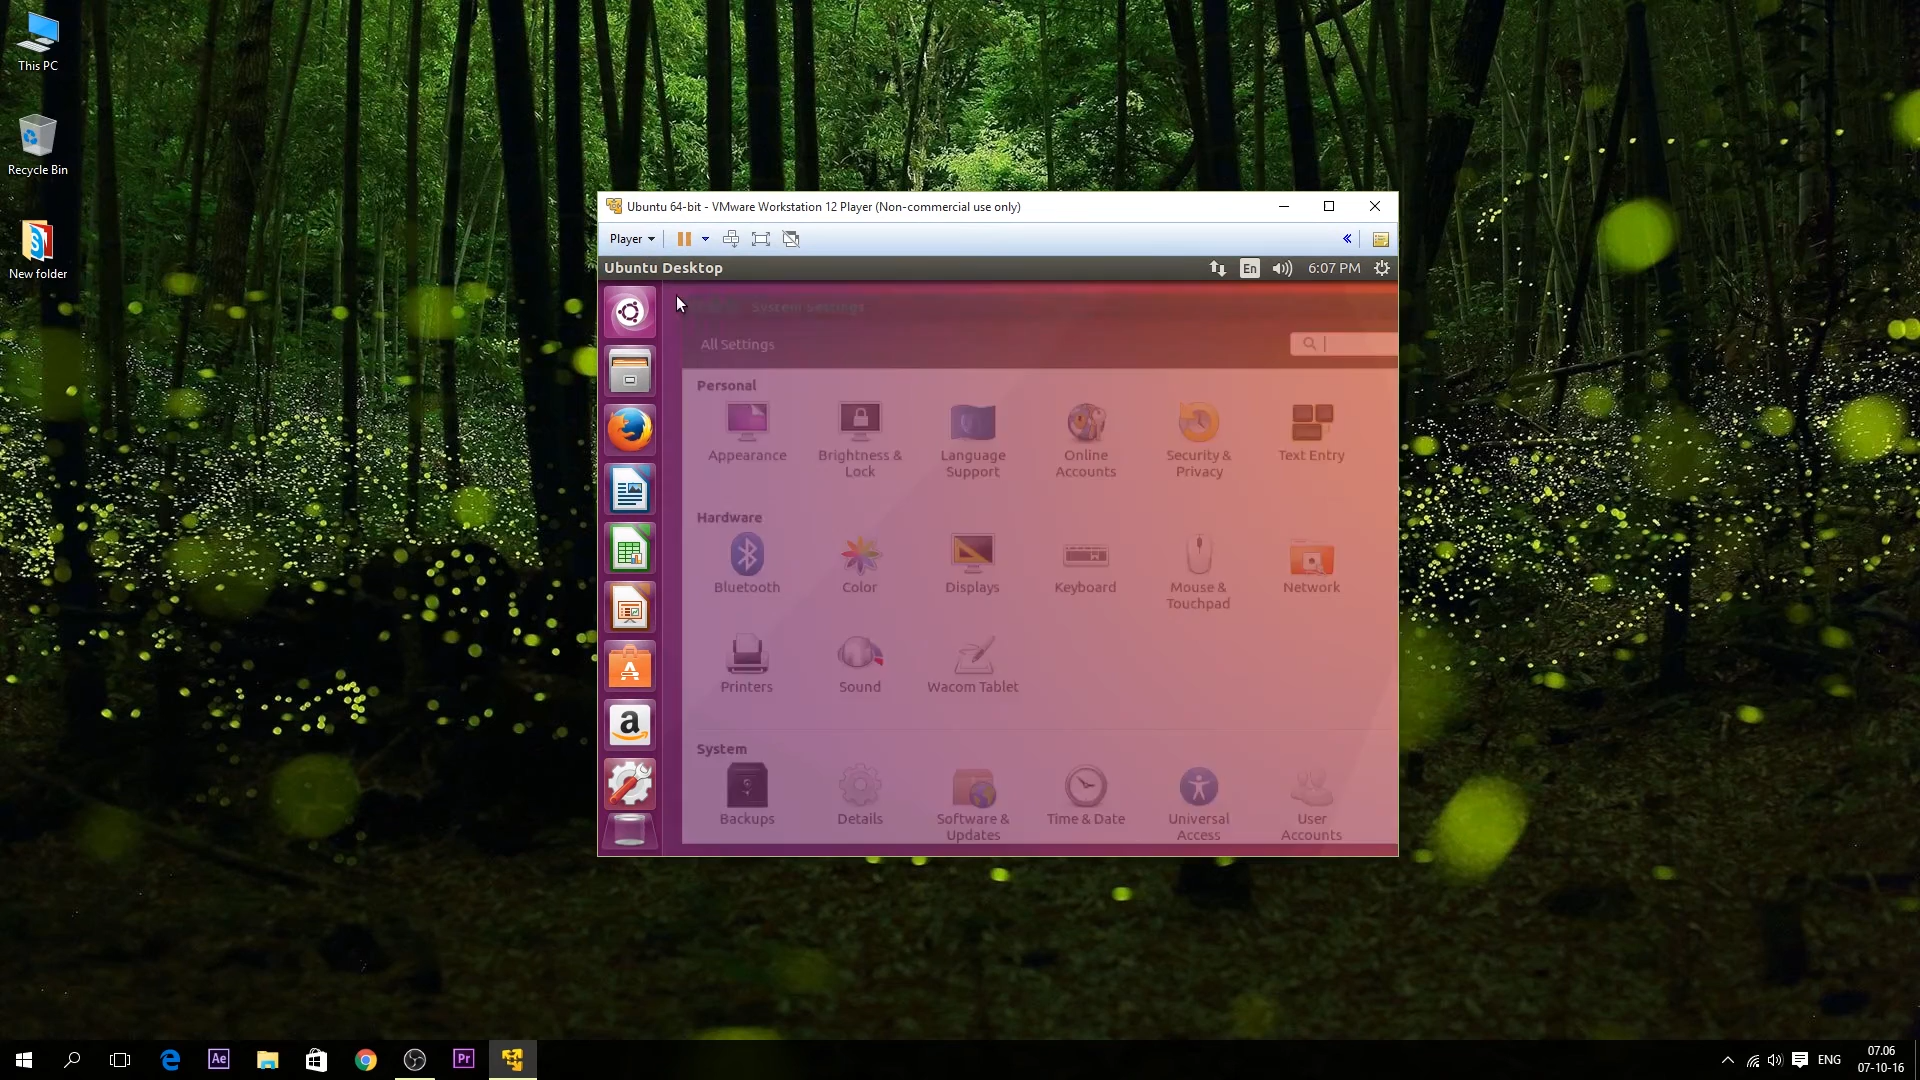 This PC
Recycle Bin
New folder
Ubuntu 64-bit - VMware Workstation 12 Player (Non-commercial use only)
Player
Ubuntu Desktop
En
6:07 PM
System Settings
All Settings
Personal
Appearance
Brightness &
Lock
Language
Support
Online
Accounts
Security &
Privacy
Text Entry
Hardware
Bluetooth
Color
Displays
Keyboard
Mouse &
Touchpad
Network
Printers
Sound
Wacom Tablet
System
Backups
Details
Software &
Updates
Time & Date
Universal
Access
User
Accounts
Ae
Pr
ENG
07.06
07-10-16